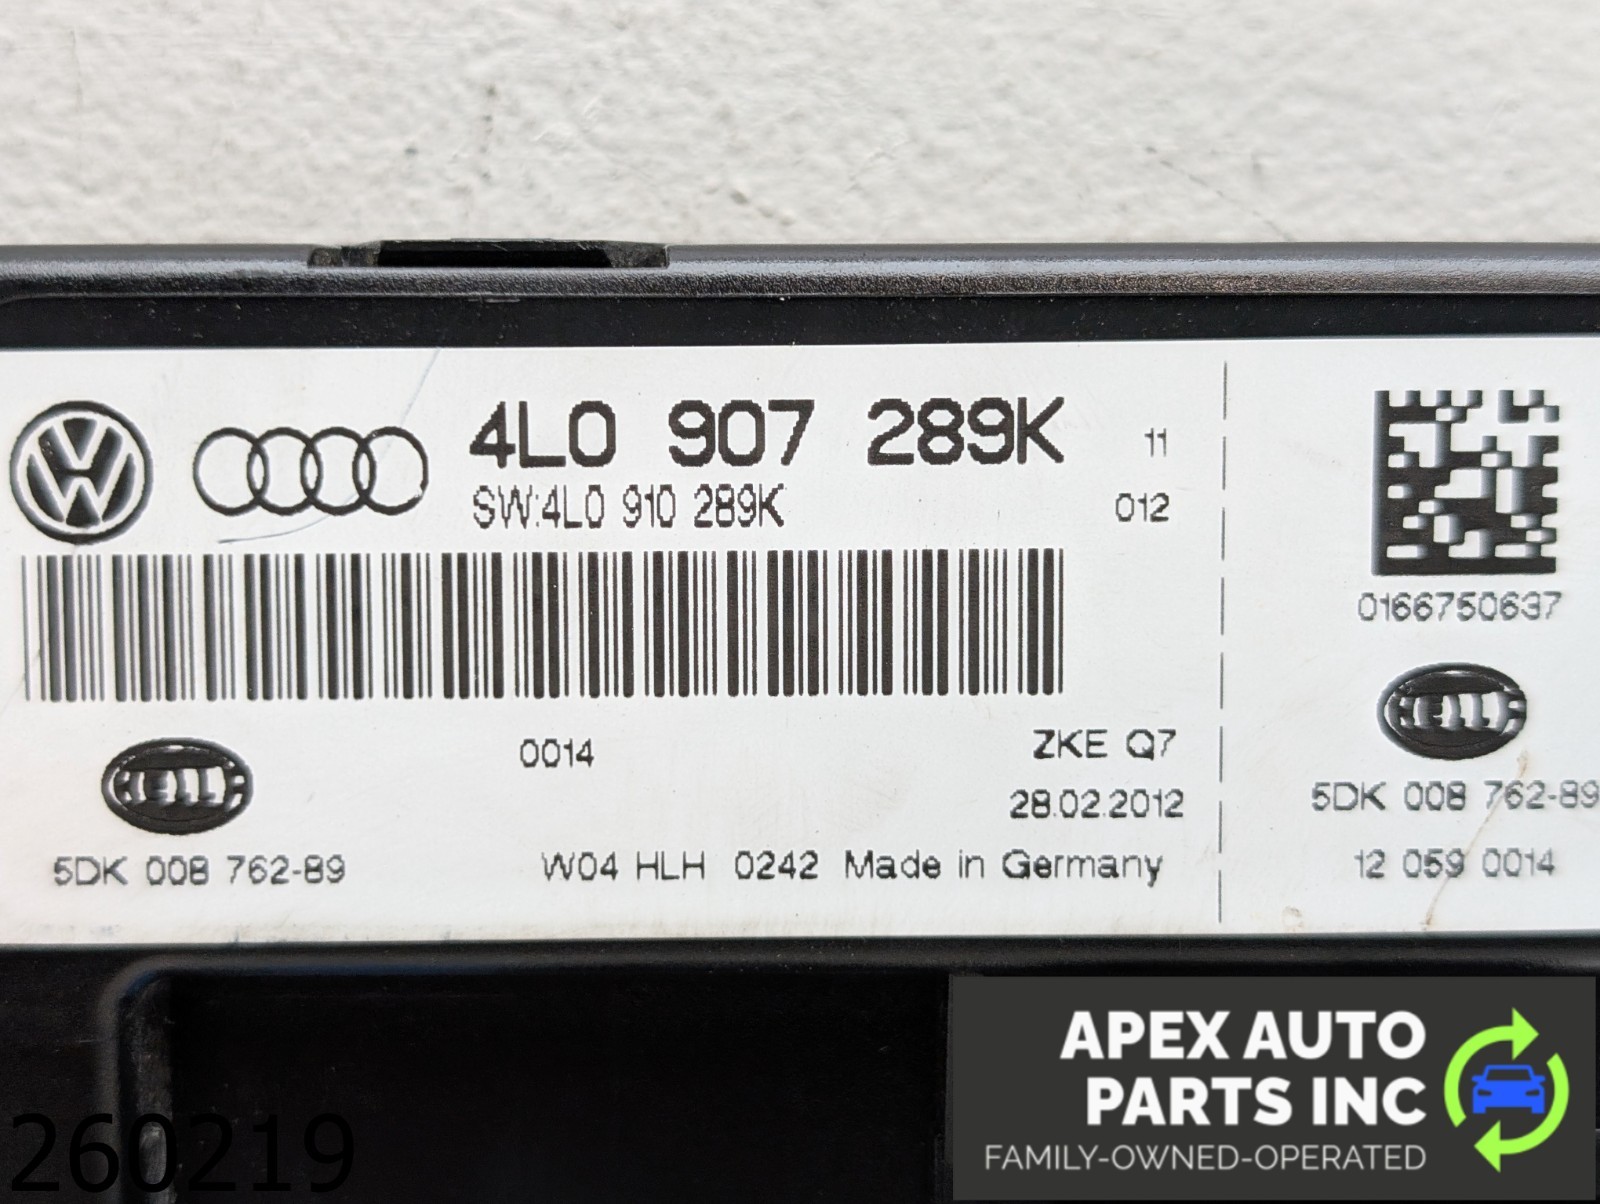 4L0 907 289K 11
SW:4L0 910 289K 012
0014
ZKE Q7
28.02.2012
HELLA
5DK 008 762-89
W04 HLH 0242 Made in Germany
0166750637
HELLA
5DK 008 762-89
12 059 0014
260219
APEX AUTO
PARTS INC
FAMILY-OWNED-OPERATED